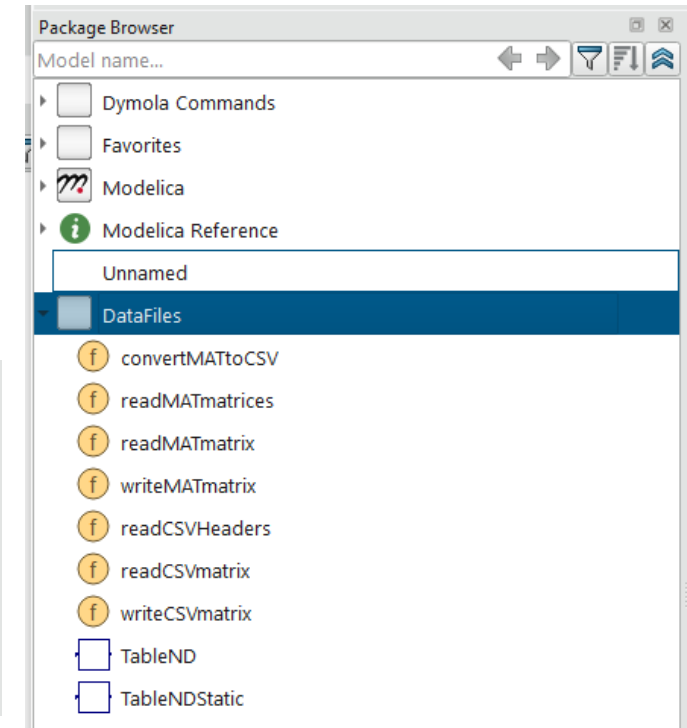 Package Browser
Model name...
Dymola Commands
Favorites
Modelica
Modelica Reference
Unnamed
DataFiles
f convertMATtoCSV
f readMATmatrices
f readMATmatrix
f writeMATmatrix
f readCSVHeaders
f readCSVmatrix
f writeCSVmatrix
TableND
TableNDStatic